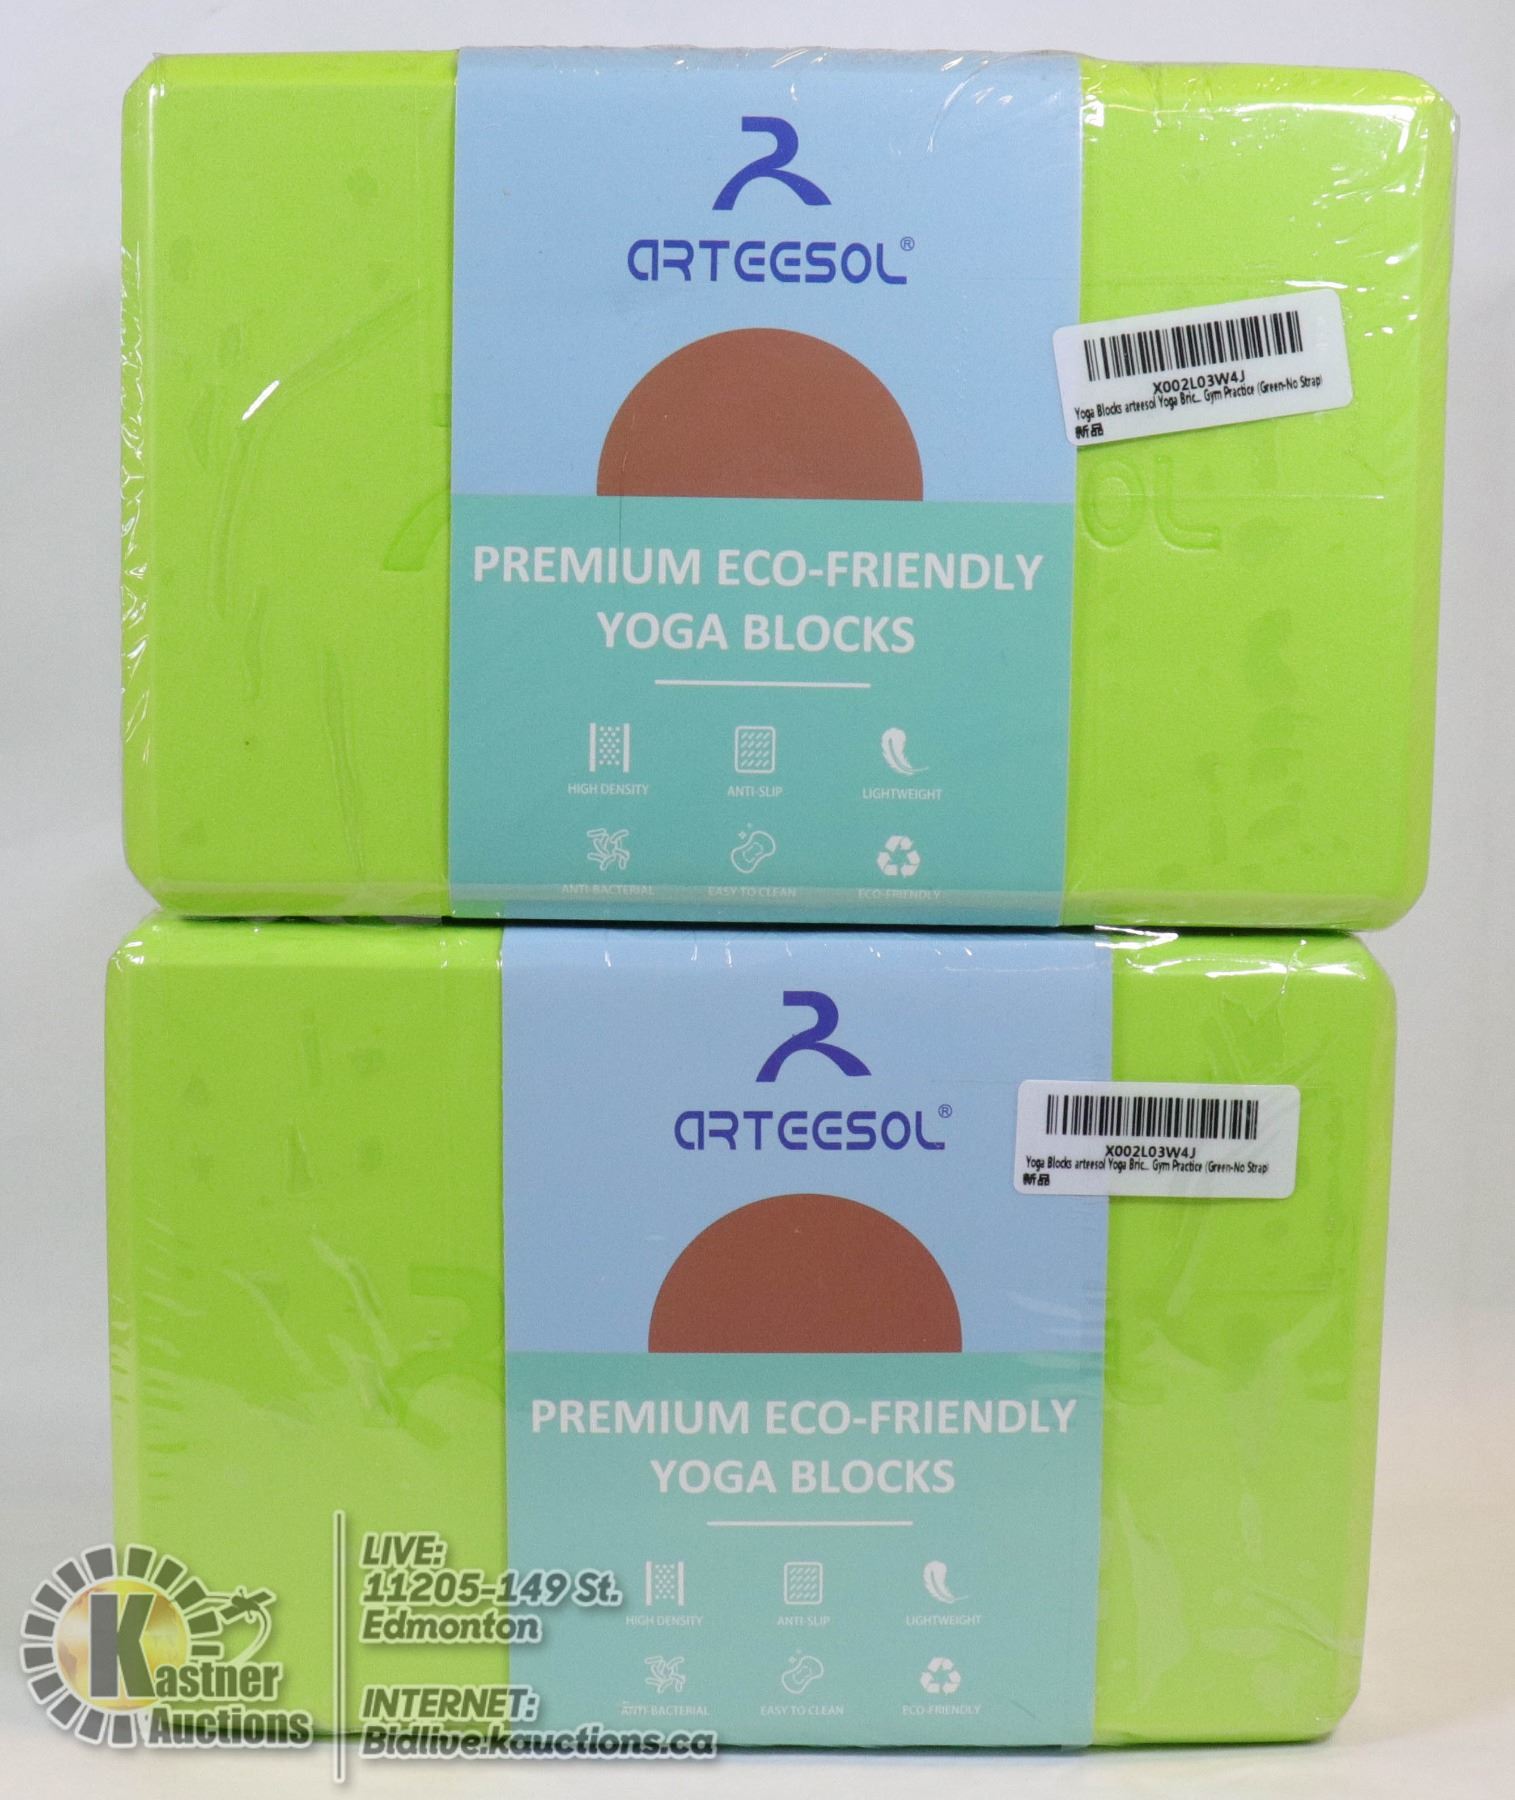 ARTEESOL®
X002L03W4J
Yoga Blocks arteesol Yoga Bric... Gym Practice (Green-No Strap)
新品
OL
PREMIUM ECO-FRIENDLY
YOGA BLOCKS
HIGH DENSITY
ANTI-SLIP
LIGHTWEIGHT
ANTI BACTERIAL
EASY TO CLEAN
ECO-FRIENDLY
ARTEESOL®
X002L03W4J
Yoga Blocks arteesol Yoga Bric... Gym Practice (Green-No Strap)
新品
PREMIUM ECO-FRIENDLY
YOGA BLOCKS
HIGH DENSITY
ANTI-SLIP
LIGHTWEIGHT
ANTI BACTERIAL
EASY TO CLEAN
ECO-FRIENDLY
Kastner
Auctions
LIVE:
11205-149 St.
Edmonton
INTERNET:
Bidlive.kauctions.ca